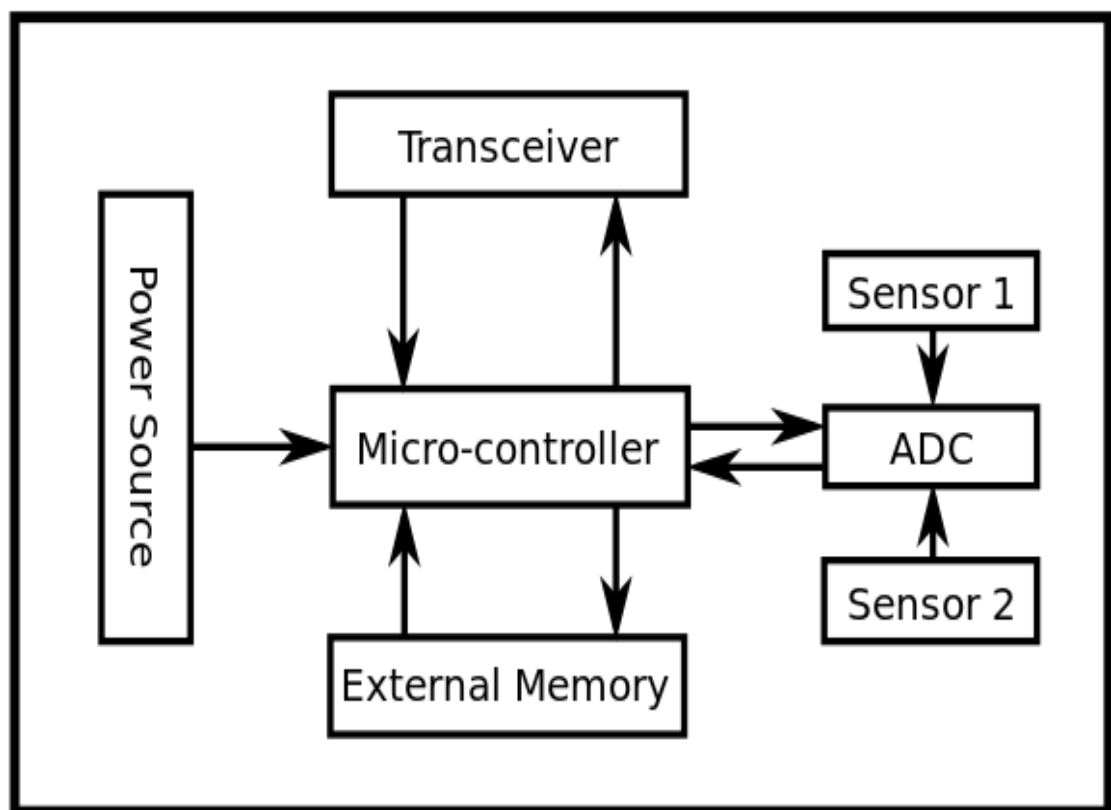 Transceiver
Power Source
Sensor 1
Micro-controller
ADC
Sensor 2
External Memory